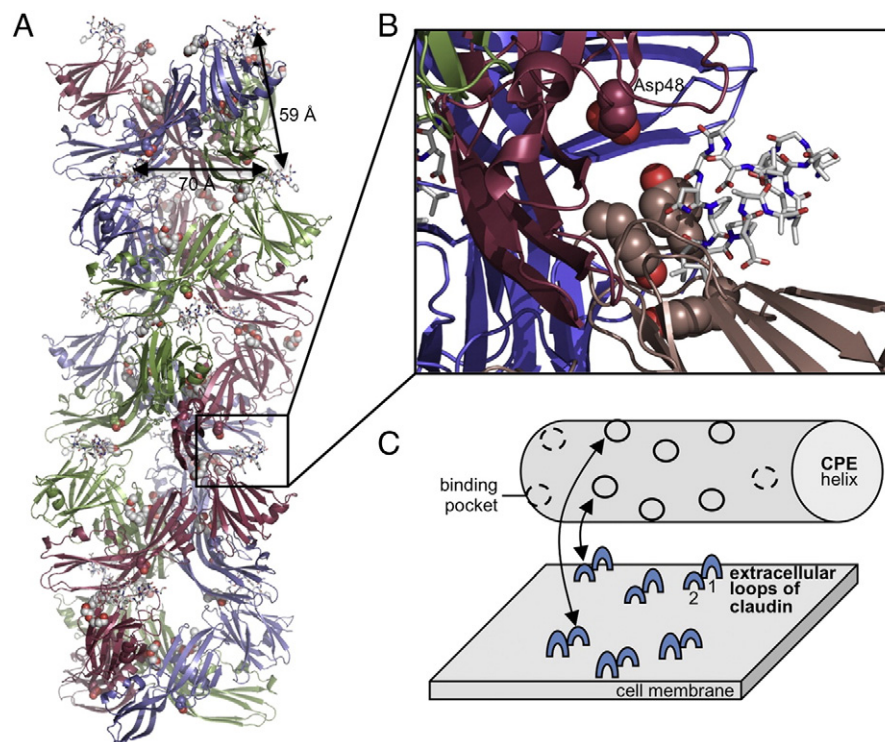 A
59 Å
70 Å
B
Asp48
C
CPE
helix
binding
pocket
extracellular
loops of
claudin
1
2
cell membrane